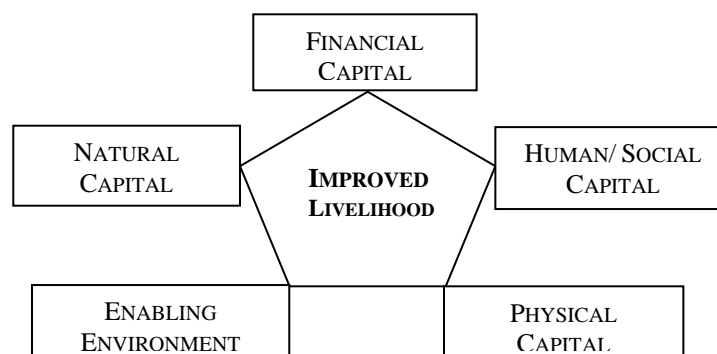 FINANCIAL
CAPITAL
NATURAL
CAPITAL
HUMAN/ SOCIAL
CAPITAL
IMPROVED
LIVELIHOOD
ENABLING
ENVIRONMENT
PHYSICAL
CAPITAL